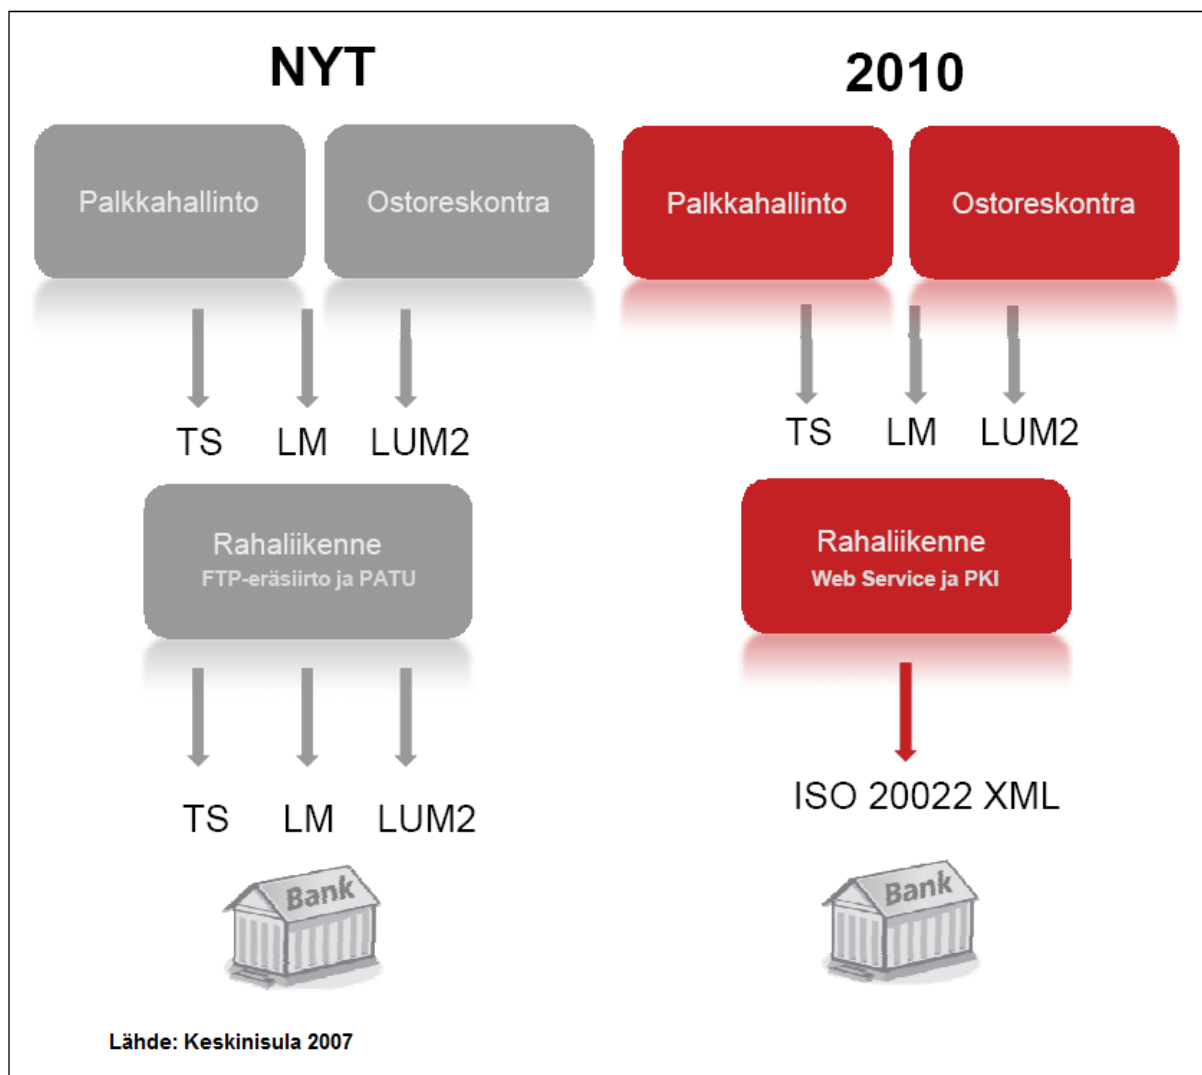 NYT
Palkkahallinto
Ostoreskontra
TS LM LUM2
Rahaliikenne
FTP-eräsiirto ja PATU
TS LM LUM2
Bank
2010
Palkkahallinto
Ostoreskontra
TS LM LUM2
Rahaliikenne
Web Service ja PKI
ISO 20022 XML
Bank
Lähde: Keskinisula 2007